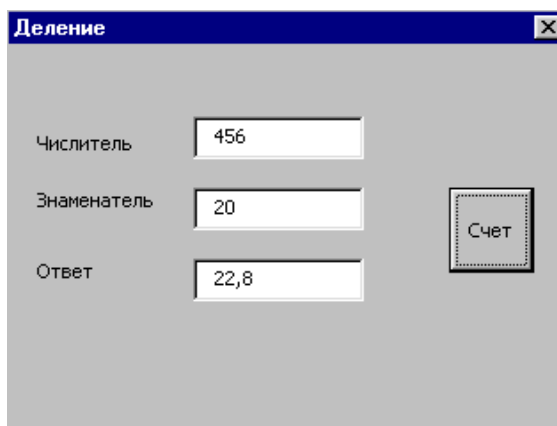 Деление
Числитель 456
Знаменатель 20
Счет
Ответ 22,8